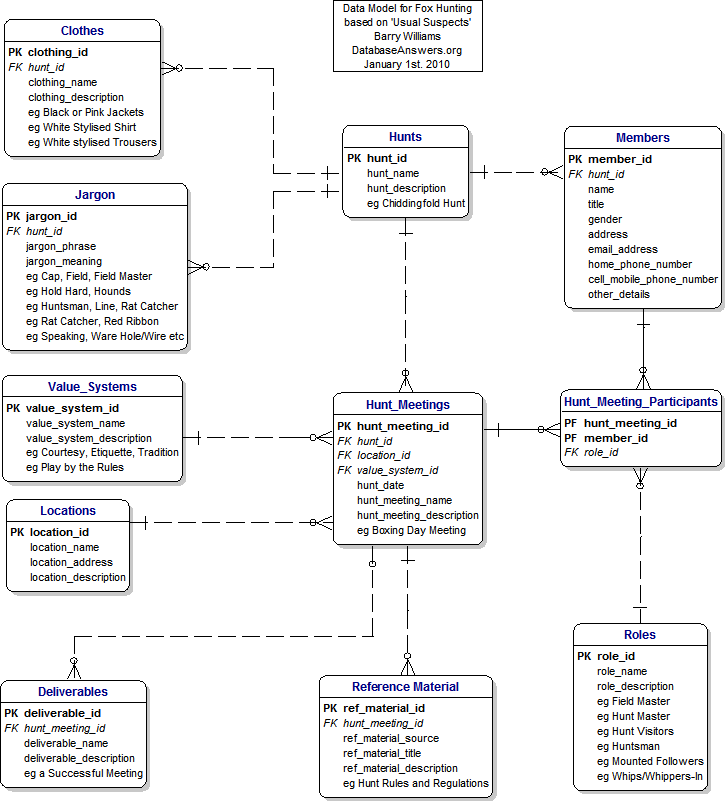 Data Model for Fox Hunting
based on 'Usual Suspects'
Barry Williams
DatabaseAnswers.org
January 1st. 2010
Clothes
PK clothing_id
FK hunt_id
clothing_name
clothing_description
eg Black or Pink Jackets
eg White Stylised Shirt
eg White stylised Trousers
Hunts
PK hunt_id
hunt_name
hunt_description
eg Chiddingfold Hunt
Members
PK member_id
FK hunt_id
name
title
gender
address
email_address
home_phone_number
cell_mobile_phone_number
other_details
Jargon
PK jargon_id
FK hunt_id
jargon_phrase
jargon_meaning
eg Cap, Field, Field Master
eg Hold Hard, Hounds
eg Huntsman, Line, Rat Catcher
eg Rat Catcher, Red Ribbon
eg Speaking, Ware Hole/Wire etc
Value_Systems
PK value_system_id
value_system_name
value_system_description
eg Courtesy, Etiquette, Tradition
eg Play by the Rules
Hunt_Meetings
PK hunt_meeting_id
FK hunt_id
FK location_id
FK value_system_id
hunt_date
hunt_meeting_name
hunt_meeting_description
eg Boxing Day Meeting
Hunt_Meeting_Participants
PF hunt_meeting_id
PF member_id
FK role_id
Locations
PK location_id
location_name
location_address
location_description
Deliverables
PK deliverable_id
FK hunt_meeting_id
deliverable_name
deliverable_description
eg a Successful Meeting
Reference Material
PK ref_material_id
FK hunt_meeting_id
ref_material_source
ref_material_title
ref_material_description
eg Hunt Rules and Regulations
Roles
PK role_id
role_name
role_description
eg Field Master
eg Hunt Master
eg Hunt Visitors
eg Huntsman
eg Mounted Followers
eg Whips/Whippers-In